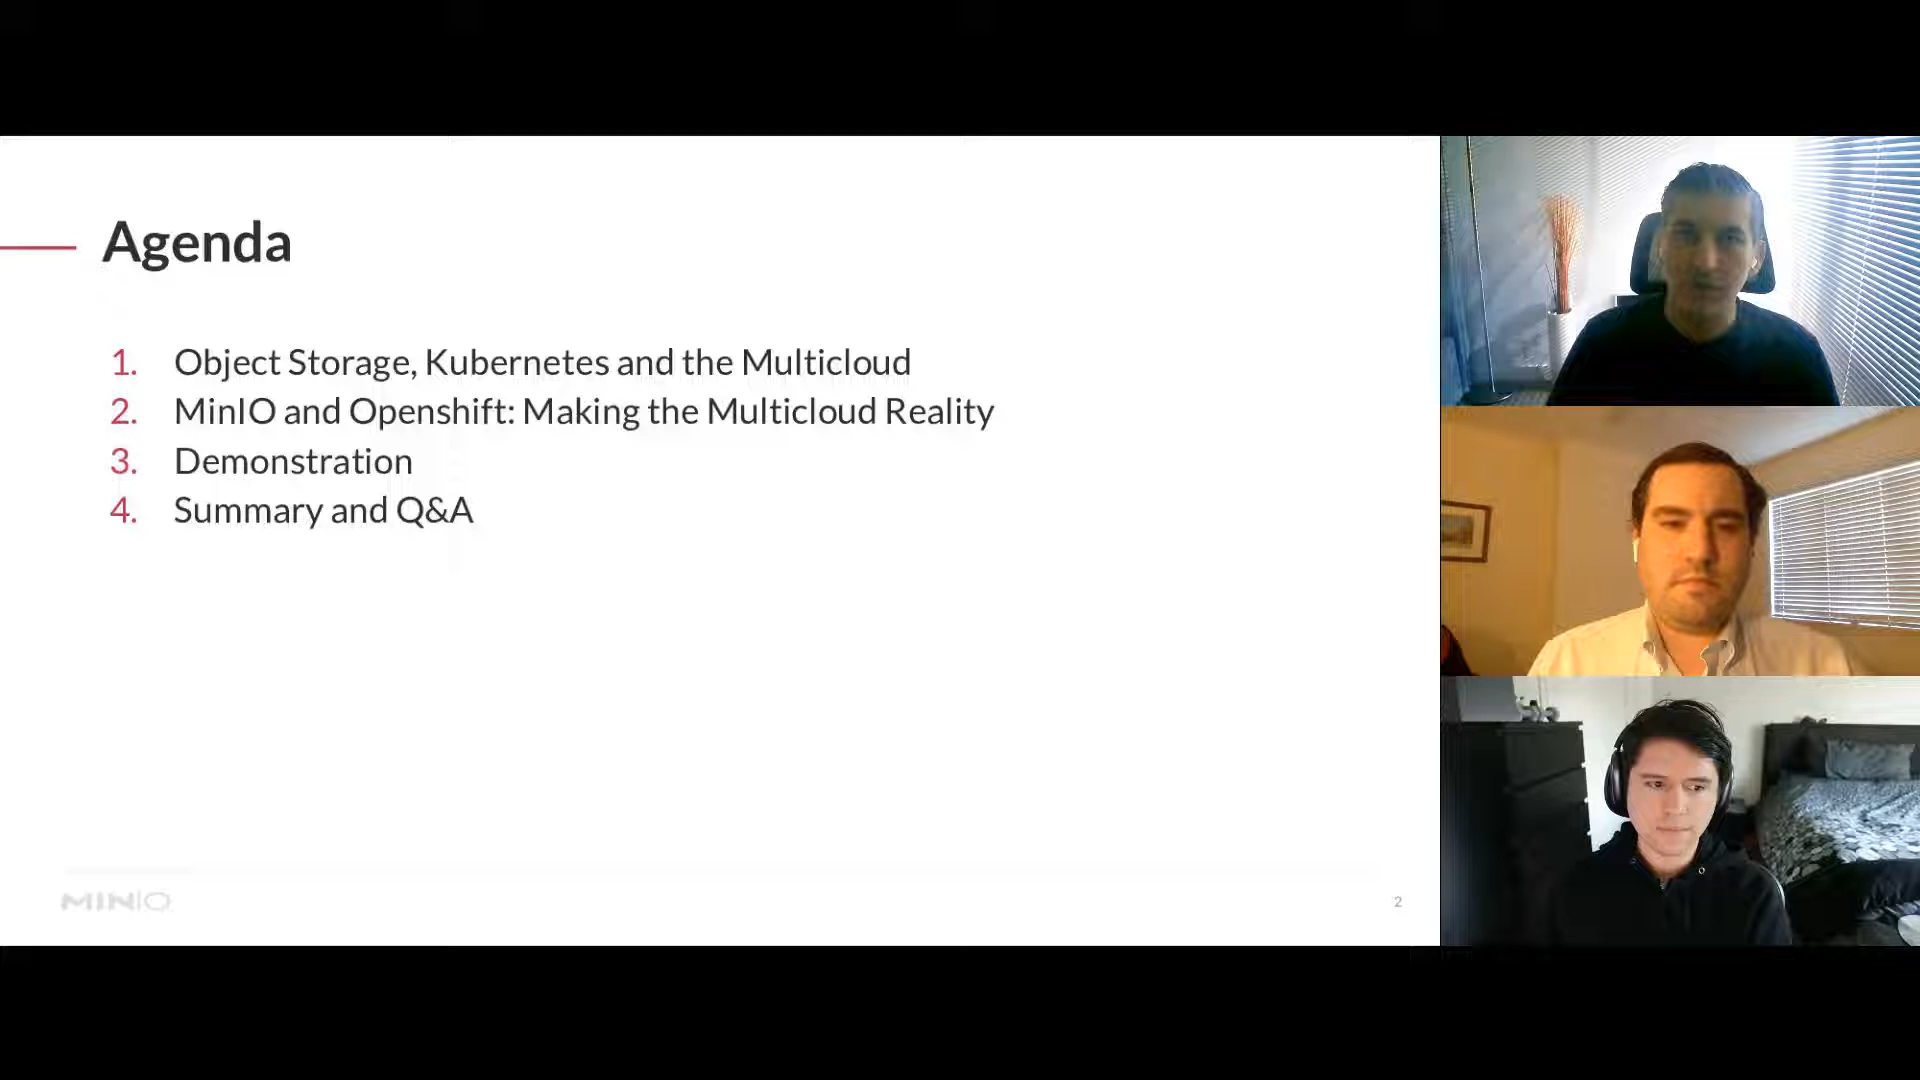 Agenda
1. Object Storage, Kubernetes and the Multicloud
2. MinIO and Openshift: Making the Multicloud Reality
3. Demonstration
4. Summary and Q&A
MINIO
2